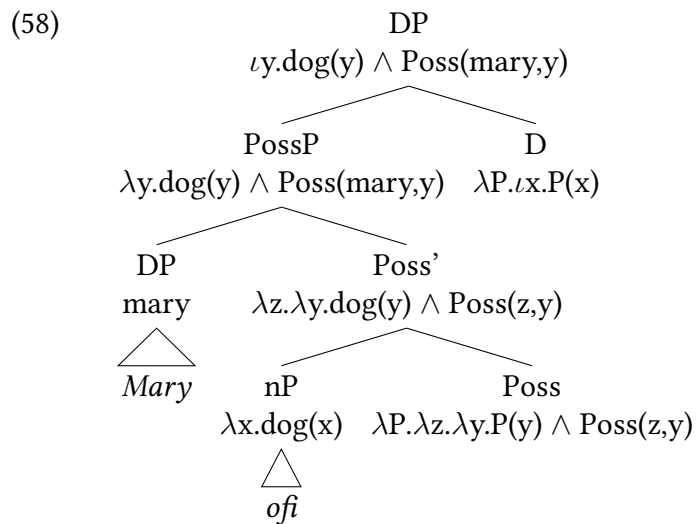 (58) DP
ιy.dog(y) ∧ Poss(mary,y)
PossP D
λy.dog(y) ∧ Poss(mary,y) λP.ιx.P(x)
DP Poss’
mary λz.λy.dog(y) ∧ Poss(z,y)
Mary nP Poss
λx.dog(x) λP.λz.λy.P(y) ∧ Poss(z,y)
ofi